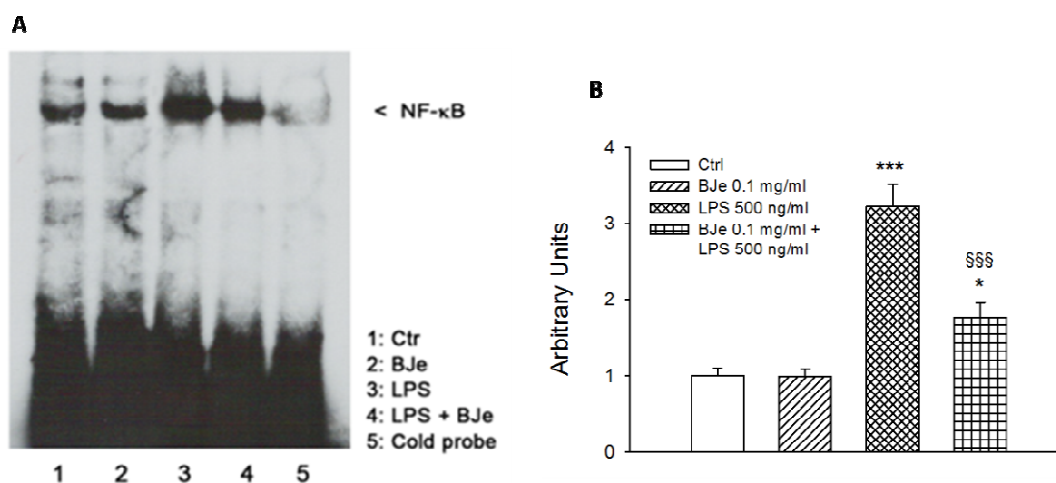 A
< NF-κB
1: Ctr
2: BJe
3: LPS
4: LPS + BJe
5: Cold probe
1 2 3 4 5
B
4
3
2
1
0
Arbitrary Units
Ctrl
BJe 0.1 mg/ml
LPS 500 ng/ml
BJe 0.1 mg/ml +
LPS 500 ng/ml
***
§§§
*